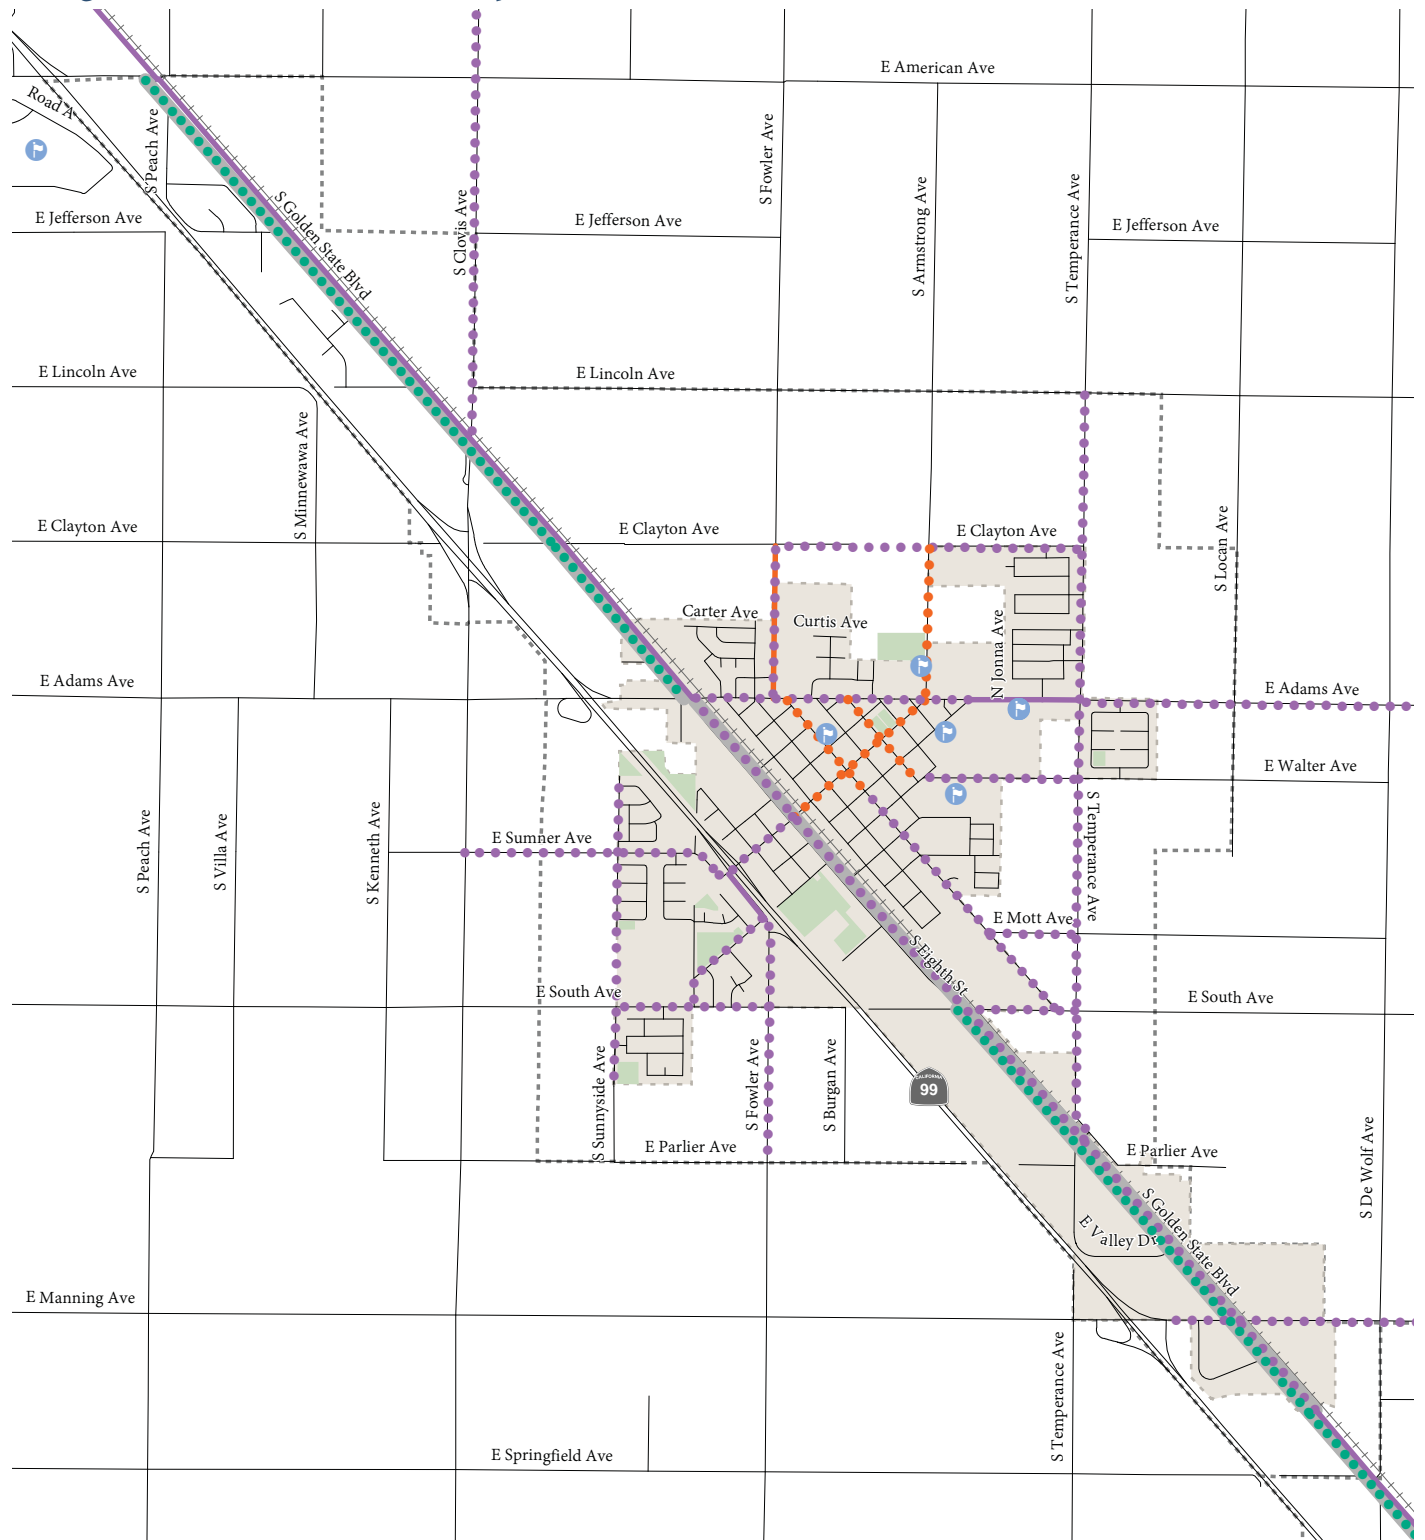 E American Ave
Road A
S Peach Ave
S Fowler Ave
S Golden State Blvd
S Clovis Ave
S Armstrong Ave
S Temperance Ave
E Jefferson Ave
E Jefferson Ave
E Jefferson Ave
E Lincoln Ave
E Lincoln Ave
S Minnewawa Ave
E Clayton Ave
E Clayton Ave
E Clayton Ave
S Locan Ave
Carter Ave
Curtis Ave
N Jonna Ave
E Adams Ave
E Adams Ave
E Walter Ave
S Peach Ave
S Villa Ave
S Kenneth Ave
E Sumner Ave
S Temperance Ave
E Mott Ave
S Eighth St
E South Ave
E South Ave
S Sunnyside Ave
S Fowler Ave
S Burgan Ave
CALIFORNIA
99
E Parlier Ave
E Parlier Ave
S De Wolf Ave
E Valley Dr
S Golden State Blvd
E Manning Ave
S Temperance Ave
E Springfield Ave